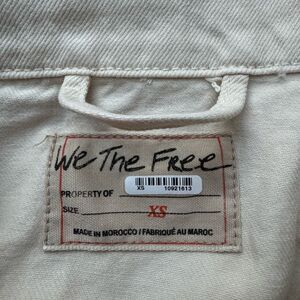 We The Free
PROPERTY OF
XS 10921613
SIZE XS
MADE IN MOROCCO / FABRIQUÉ AU MAROC